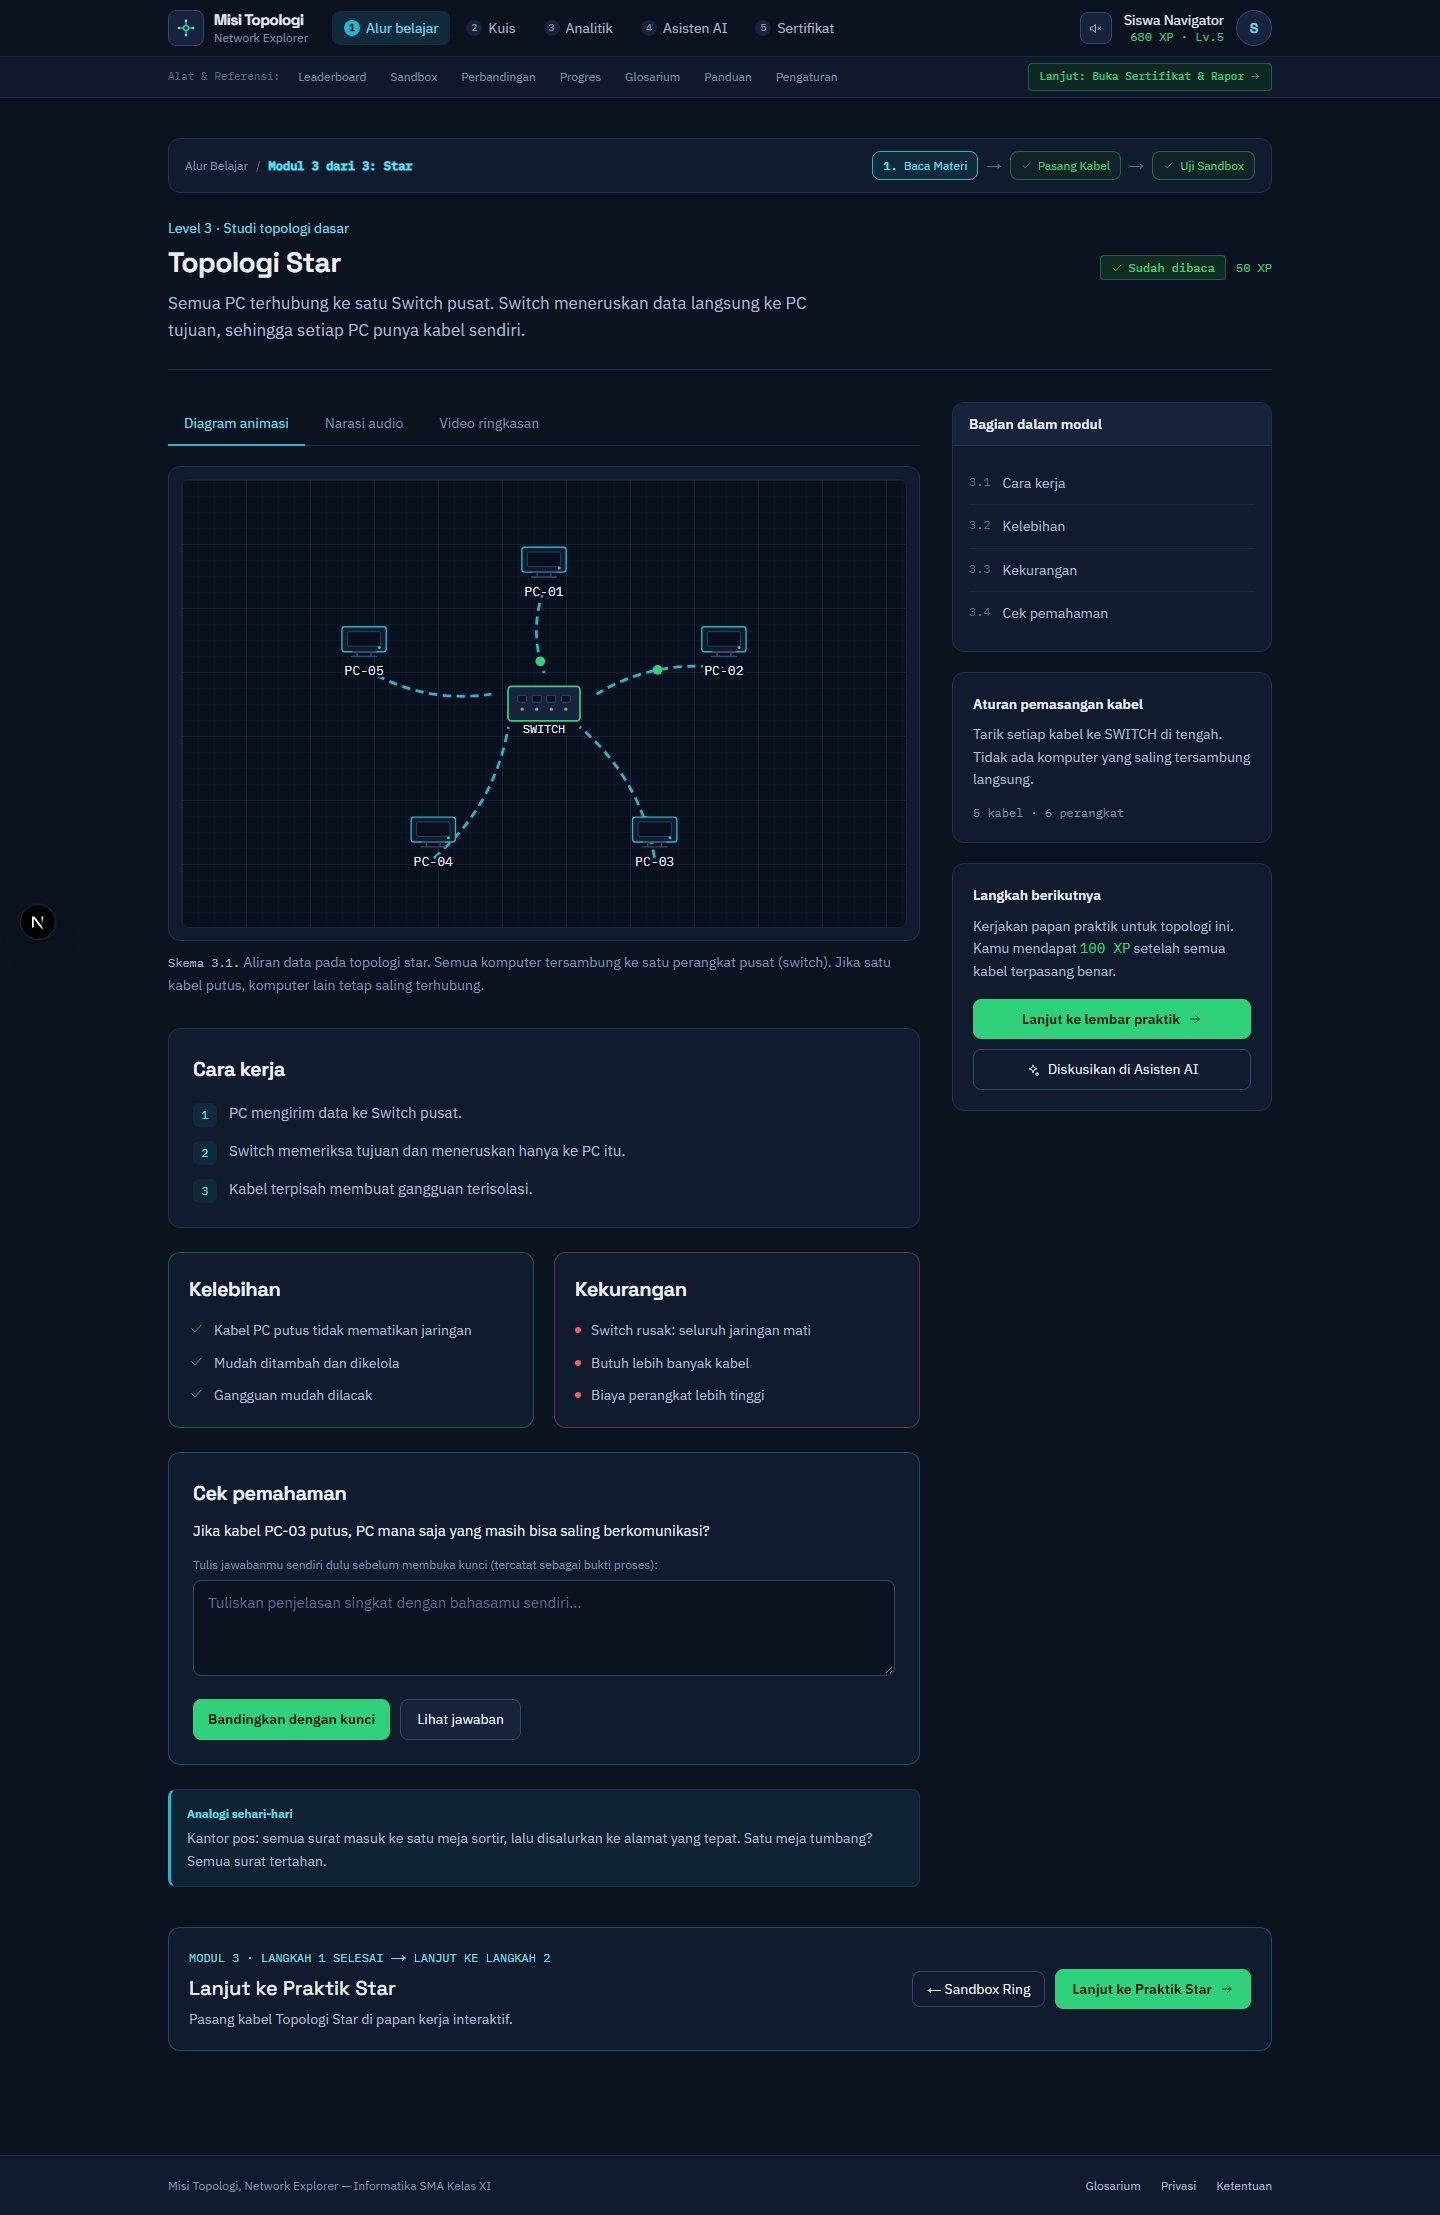 Misi Topologi
Network Explorer
1 Alur belajar
2 Kuis
3 Analitik
4 Asisten AI
5 Sertifikat
Siswa Navigator
680 XP · Lv.5
S
Alat & Referensi:
Leaderboard
Sandbox
Perbandingan
Progres
Glosarium
Panduan
Pengaturan
Lanjut: Buka Sertifikat & Rapor →
Alur Belajar / Modul 3 dari 3: Star
1. Baca Materi → ✓ Pasang Kabel → ✓ Uji Sandbox
Level 3 · Studi topologi dasar
Topologi Star
✓ Sudah dibaca 50 XP
Semua PC terhubung ke satu Switch pusat. Switch meneruskan data langsung ke PC
tujuan, sehingga setiap PC punya kabel sendiri.
Diagram animasi
Narasi audio
Video ringkasan
PC-01
PC-05
PC-02
SWITCH
PC-04
PC-03
Skema 3.1. Aliran data pada topologi star. Semua komputer tersambung ke satu perangkat pusat (switch). Jika satu
kabel putus, komputer lain tetap saling terhubung.
Bagian dalam modul
3.1 Cara kerja
3.2 Kelebihan
3.3 Kekurangan
3.4 Cek pemahaman
Aturan pemasangan kabel
Tarik setiap kabel ke SWITCH di tengah.
Tidak ada komputer yang saling tersambung
langsung.
5 kabel · 6 perangkat
Langkah berikutnya
Kerjakan papan praktik untuk topologi ini.
Kamu mendapat 100 XP setelah semua
kabel terpasang benar.
Lanjut ke lembar praktik →
Diskusikan di Asisten AI
N
Cara kerja
1 PC mengirim data ke Switch pusat.
2 Switch memeriksa tujuan dan meneruskan hanya ke PC itu.
3 Kabel terpisah membuat gangguan terisolasi.
Kelebihan
✓ Kabel PC putus tidak mematikan jaringan
✓ Mudah ditambah dan dikelola
✓ Gangguan mudah dilacak
Kekurangan
• Switch rusak: seluruh jaringan mati
• Butuh lebih banyak kabel
• Biaya perangkat lebih tinggi
Cek pemahaman
Jika kabel PC-03 putus, PC mana saja yang masih bisa saling berkomunikasi?
Tulis jawabanmu sendiri dulu sebelum membuka kunci (tercatat sebagai bukti proses):
Tuliskan penjelasan singkat dengan bahasamu sendiri...
Bandingkan dengan kunci
Lihat jawaban
Analogi sehari-hari
Kantor pos: semua surat masuk ke satu meja sortir, lalu disalurkan ke alamat yang tepat. Satu meja tumbang?
Semua surat tertahan.
MODUL 3 · LANGKAH 1 SELESAI ⟶ LANJUT KE LANGKAH 2
Lanjut ke Praktik Star
Pasang kabel Topologi Star di papan kerja interaktif.
← Sandbox Ring
Lanjut ke Praktik Star →
Misi Topologi, Network Explorer — Informatika SMA Kelas XI
Glosarium
Privasi
Ketentuan